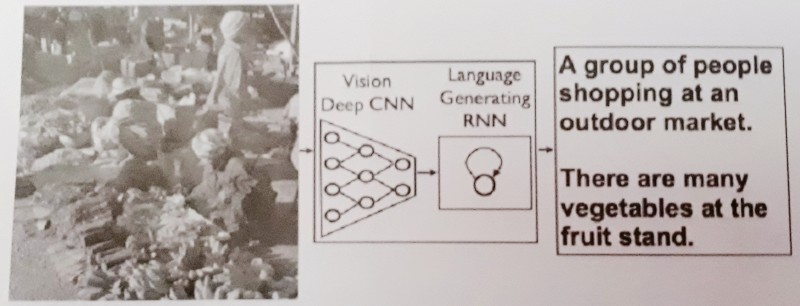 Vision
Deep CNN
Language
Generating
RNN
A group of people
shopping at an
outdoor market.
There are many
vegetables at the
fruit stand.